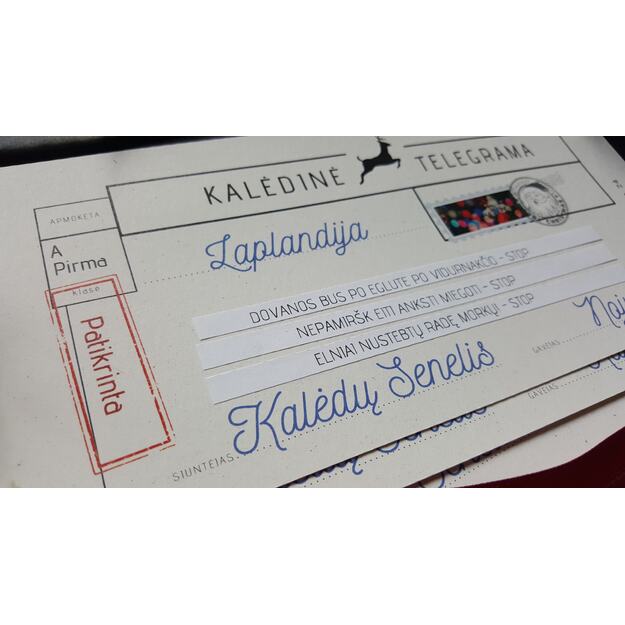 KALĖDINĖ TELEGRAMA
APMOKĖTA
A
Pirma
klasė
Patikrinta
Laplandija
DOVANOS BUS PO EGLUTE PO VIDURNAKČIO - STOP
NEPAMIRŠK EITI ANKSTI MIEGOTI - STOP
ELNIAI NUSTEBTŲ RADĘ MORKŲ! - STOP
SIUNTĖJAS
Kalėdų Senelis
GAVĖJAS
GAVĖJAS